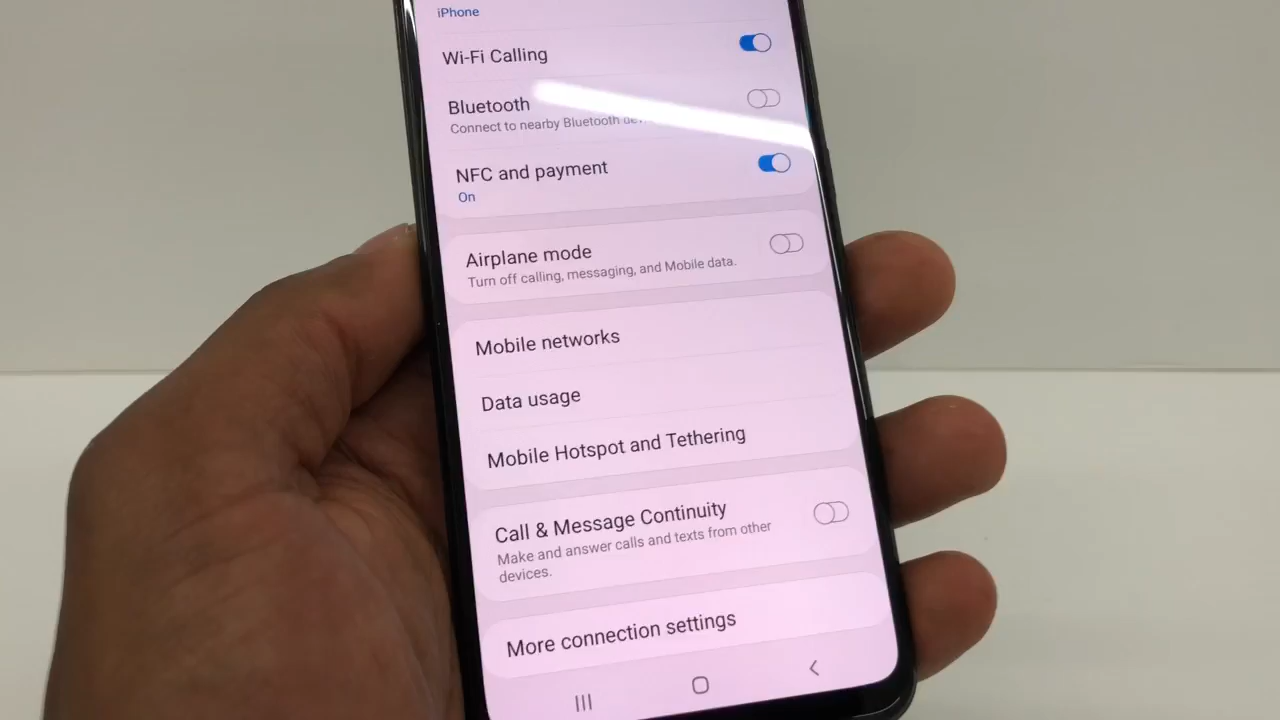 iPhone
Wi-Fi Calling
Bluetooth
Connect to nearby Bluetooth
NFC and payment
On
Airplane mode
Turn off calling, messaging, and Mobile data.
Mobile networks
Data usage
Mobile Hotspot and Tethering
Call & Message Continuity
Make and answer calls and texts from other
devices.
More connection settings